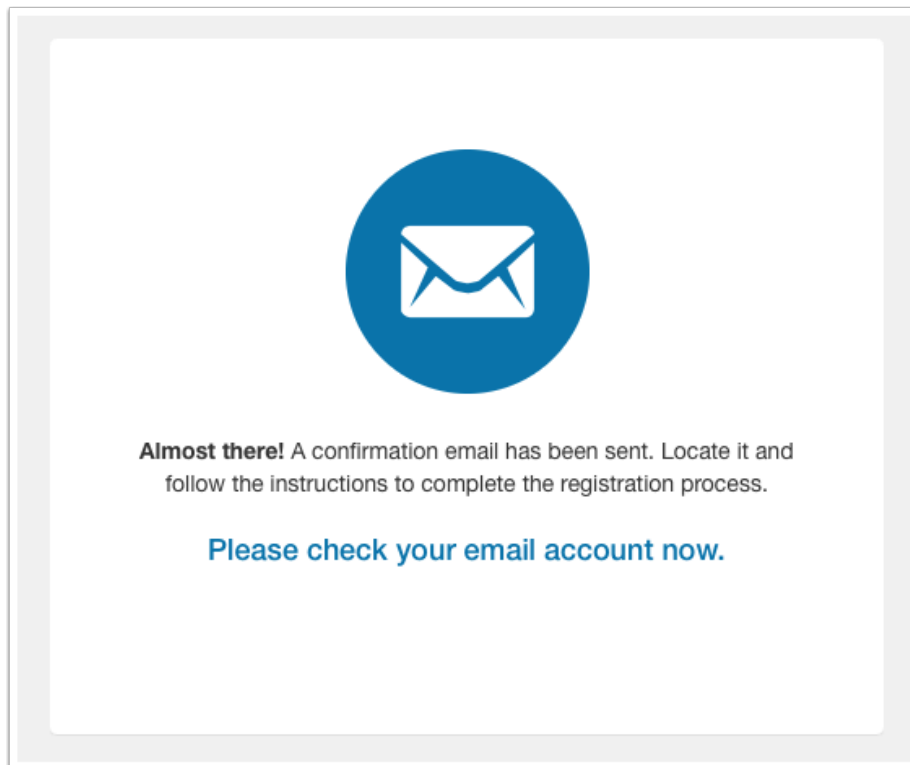 Almost there! A confirmation email has been sent. Locate it and
follow the instructions to complete the registration process.
Please check your email account now.